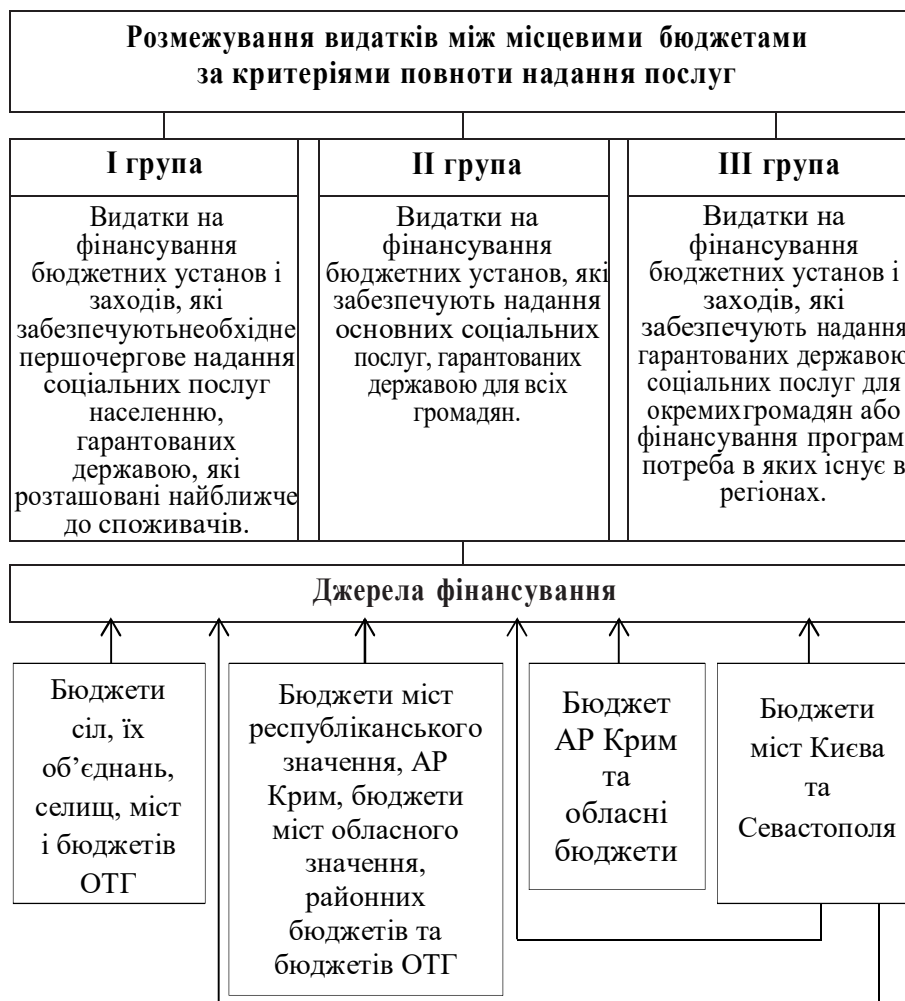 Розмежування видатків між місцевими бюджетами
за критеріями повноти надання послуг
І група
Видатки на
фінансування
бюджетних установ і
заходів, які
забезпечуютьнеобхідне
першочергове надання
соціальних послуг
населенню,
гарантованих
державою, які
розташовані найближче
до споживачів.
ІІ група
Видатки на
фінансування
бюджетних установ, які
забезпечують надання
основних соціальних
послуг, гарантованих
державою для всіх
громадян.
ІІІ група
Видатки на
фінансування
бюджетних установ і
заходів, які
забезпечують надання
гарантованих державою
соціальних послуг для
окремихгромадян або
фінансування програм
потреба в яких існує в
регіонах.
Джерела фінансування
Бюджети
сіл, їх
об’єднань,
селищ, міст
і бюджетів
ОТГ
Бюджети міст
республіканського
значення, АР
Крим, бюджети
міст обласного
значення,
районних
бюджетів та
бюджетів ОТГ
Бюджет
АР Крим
та
обласні
бюджети
Бюджети
міст Києва
та
Севастополя